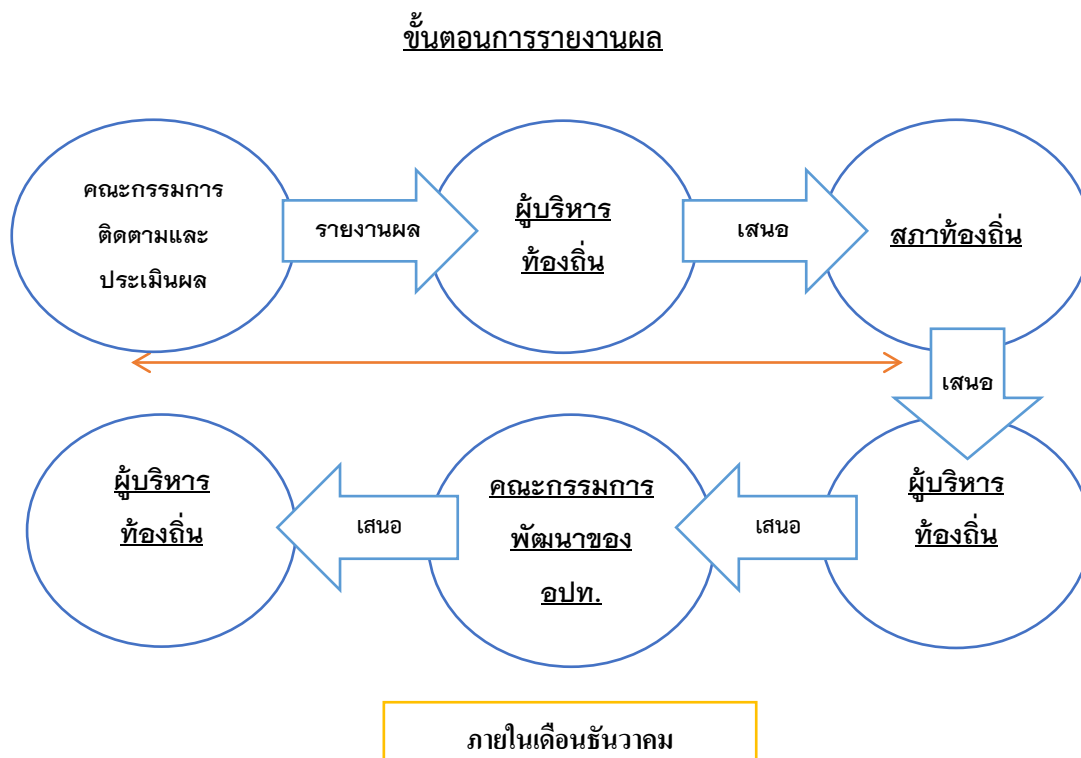 ขั้นตอนการรายงานผล
คณะกรรมการ
ติดตามและ
ประเมินผล
รายงานผล
ผู้บริหาร
ท้องถิ่น
เสนอ
สภาท้องถิ่น
เสนอ
ผู้บริหาร
ท้องถิ่น
เสนอ
คณะกรรมการ
พัฒนาของ
อปท.
เสนอ
ผู้บริหาร
ท้องถิ่น
ภายในเดือนธันวาคม